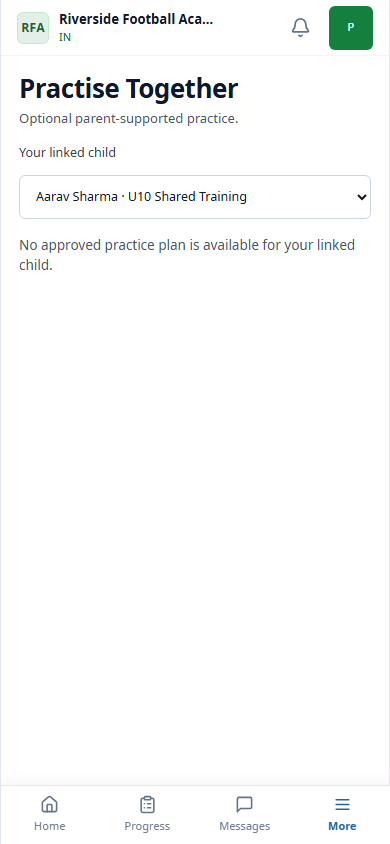 RFA
Riverside Football Aca...
IN
P
Practise Together
Optional parent-supported practice.
Your linked child
Aarav Sharma · U10 Shared Training
No approved practice plan is available for your linked
child.
Home
Progress
Messages
More